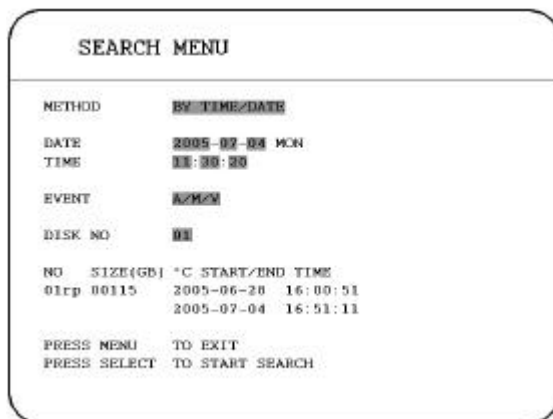 SEARCH MENU
METHOD BY TIME/DATE
DATE 2005-07-04 MON
TIME 11:30:20
EVENT A/M/V
DISK NO 01
NO SIZE(GB) °C START/END TIME
01rp 00115 2005-06-28 16:00:51
2005-07-04 16:51:11
PRESS MENU TO EXIT
PRESS SELECT TO START SEARCH